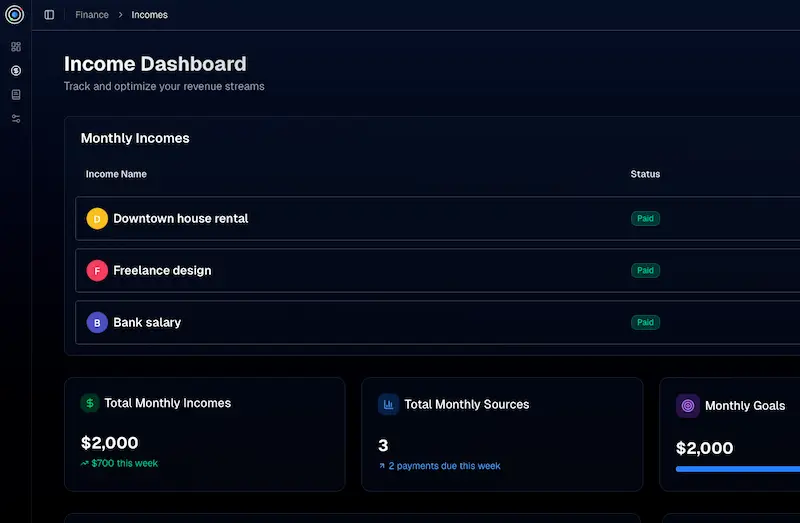 Finance > Incomes
Income Dashboard
Track and optimize your revenue streams
Monthly Incomes
Income Name Status
D Downtown house rental Paid
F Freelance design Paid
B Bank salary Paid
Total Monthly Incomes
$2,000
$700 this week
Total Monthly Sources
3
2 payments due this week
Monthly Goals
$2,000